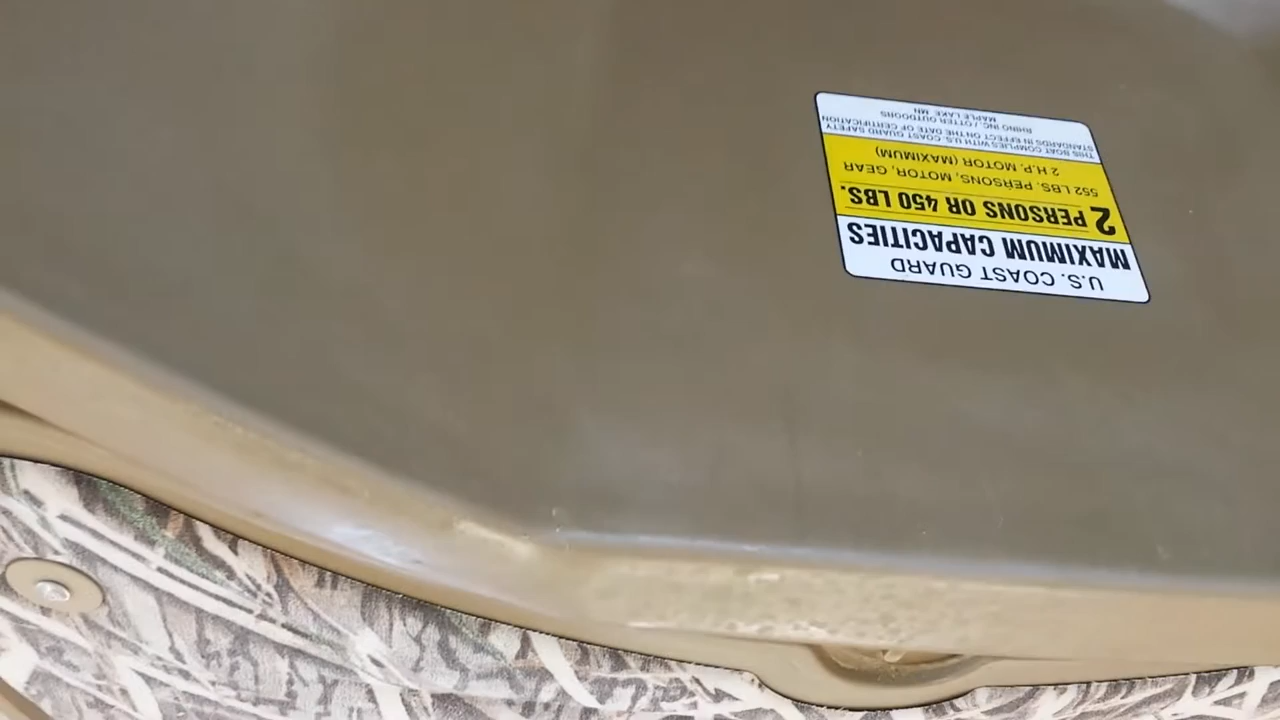 U.S. COAST GUARD
MAXIMUM CAPACITIES
2 PERSONS OR 450 LBS.
552 LBS. PERSONS, MOTOR, GEAR
2 H.P. MOTOR (MAXIMUM)
THIS BOAT COMPLIES WITH U.S. COAST GUARD SAFETY
STANDARDS IN EFFECT ON THE DATE OF CERTIFICATION
RHINO INC. / OTTER OUTDOORS
MAPLE LAKE MN